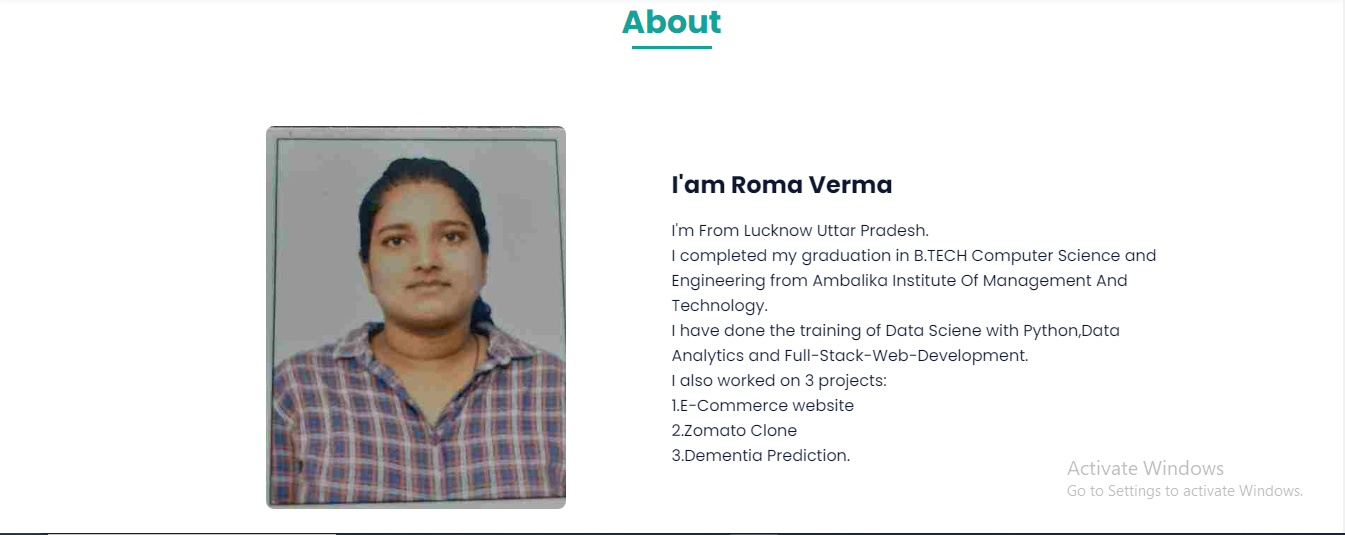 About
I'am Roma Verma
I'm From Lucknow Uttar Pradesh.
I completed my graduation in B.TECH Computer Science and
Engineering from Ambalika Institute Of Management And
Technology.
I have done the training of Data Sciene with Python,Data
Analytics and Full-Stack-Web-Development.
I also worked on 3 projects:
1.E-Commerce website
2.Zomato Clone
3.Dementia Prediction.
Activate Windows
Go to Settings to activate Windows.